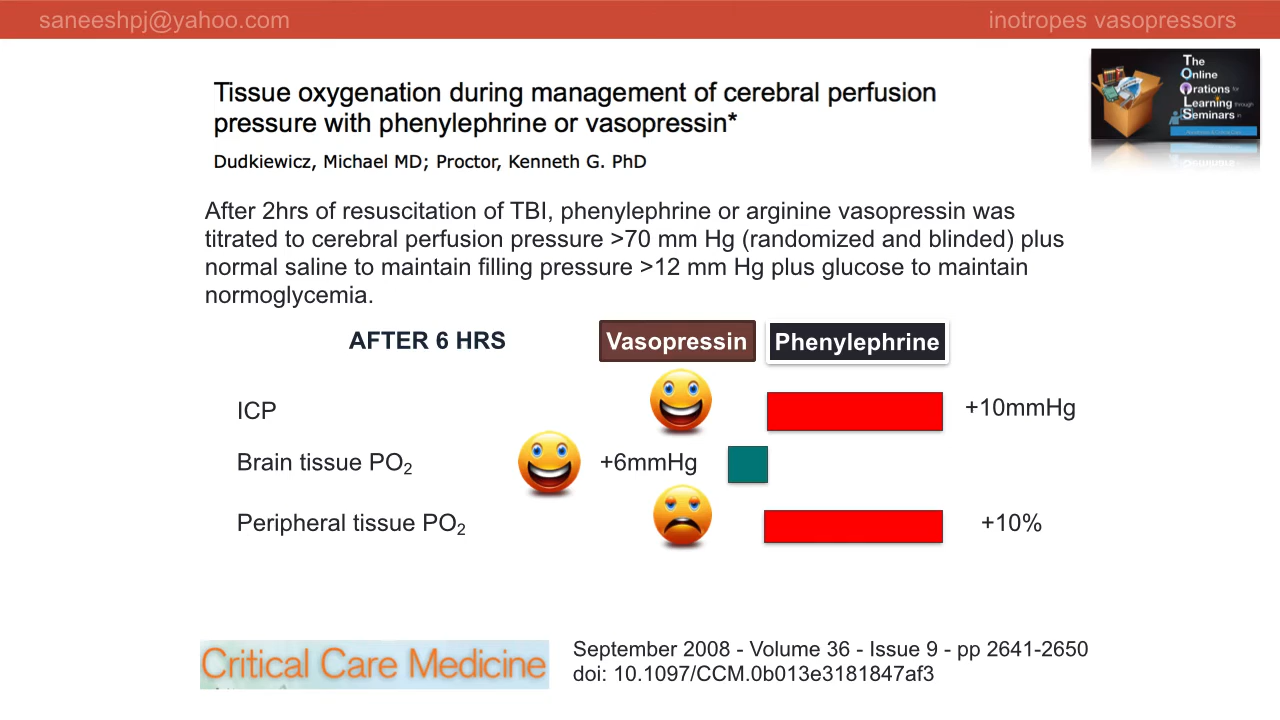 saneeshpj@yahoo.com
inotropes vasopressors
The
Online
Orations for
Learning through
Seminars in
Tissue oxygenation during management of cerebral perfusion
pressure with phenylephrine or vasopressin*
Dudkiewicz, Michael MD; Proctor, Kenneth G. PhD
After 2hrs of resuscitation of TBI, phenylephrine or arginine vasopressin was
titrated to cerebral perfusion pressure >70 mm Hg (randomized and blinded) plus
normal saline to maintain filling pressure >12 mm Hg plus glucose to maintain
normoglycemia.
AFTER 6 HRS
Vasopressin
Phenylephrine
ICP
+10mmHg
Brain tissue PO₂
+6mmHg
Peripheral tissue PO₂
+10%
Critical Care Medicine
September 2008 - Volume 36 - Issue 9 - pp 2641-2650
doi: 10.1097/CCM.0b013e3181847af3